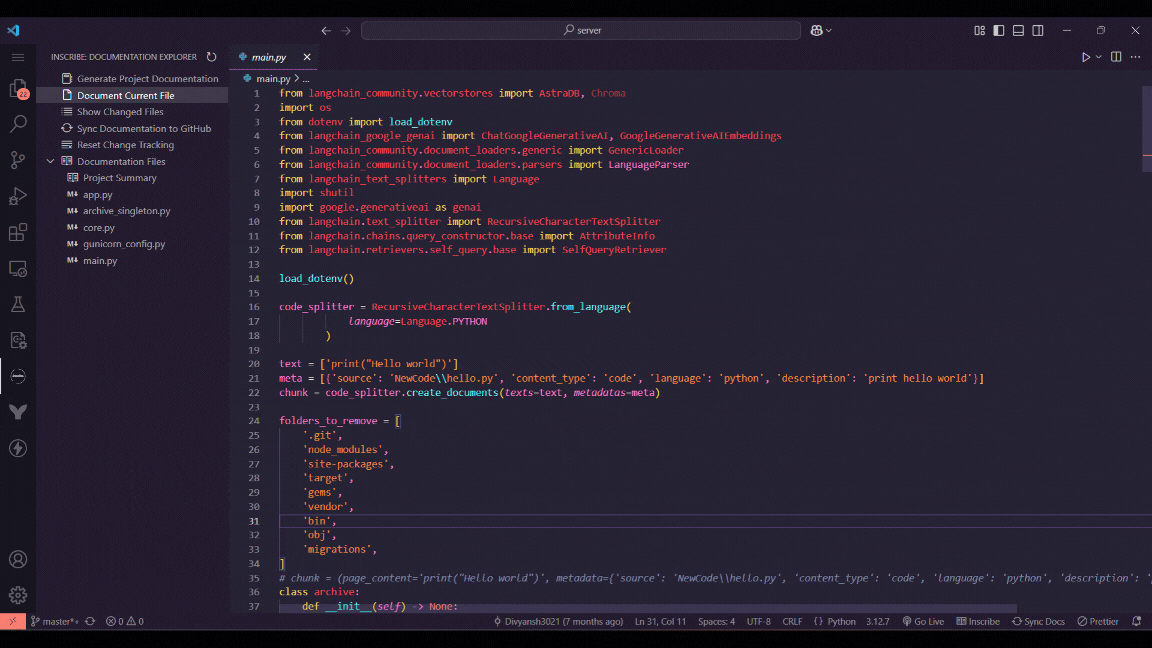 server
INSCRIBE: DOCUMENTATION EXPLORER
Generate Project Documentation
Document Current File
Show Changed Files
Sync Documentation to GitHub
Reset Change Tracking
Documentation Files
Project Summary
M↓ app.py
M↓ archive_singleton.py
M↓ core.py
M↓ gunicorn_config.py
M↓ main.py
22
main.py
main.py > ...
1 from langchain_community.vectorstores import AstraDB, Chroma
2 import os
3 from dotenv import load_dotenv
4 from langchain_google_genai import ChatGoogleGenerativeAI, GoogleGenerativeAIEmbeddings
5 from langchain_community.document_loaders.generic import GenericLoader
6 from langchain_community.document_loaders.parsers import LanguageParser
7 from langchain_text_splitters import Language
8 import shutil
9 import google.generativeai as genai
10 from langchain.text_splitter import RecursiveCharacterTextSplitter
11 from langchain.chains.query_constructor.base import AttributeInfo
12 from langchain.retrievers.self_query.base import SelfQueryRetriever
13
14 load_dotenv()
15
16 code_splitter = RecursiveCharacterTextSplitter.from_language(
17 language=Language.PYTHON
18 )
19
20 text = ['print("Hello world")']
21 meta = [{'source': 'NewCode\\hello.py', 'content_type': 'code', 'language': 'python', 'description': 'print hello world'}]
22 chunk = code_splitter.create_documents(texts=text, metadatas=meta)
23
24 folders_to_remove = [
25 '.git',
26 'node_modules',
27 'site-packages',
28 'target',
29 'gems',
30 'vendor',
31 'bin',
32 'obj',
33 'migrations',
34 ]
35 # chunk = (page_content='print("Hello world")', metadata={'source': 'NewCode\\hello.py', 'content_type': 'code', 'language': 'python', 'description':
36 class archive:
37 def __init__(self) -> None:
master*+ 0 0 Divyansh3021 (7 months ago) Ln 31, Col 11 Spaces: 4 UTF-8 CRLF {} Python 3.12.7 Go Live Inscribe Sync Docs Prettier